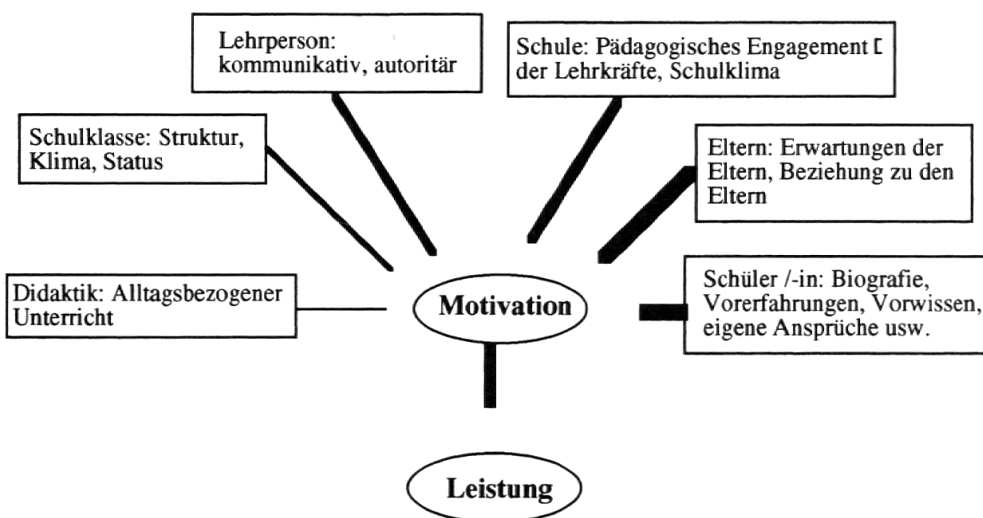 Lehrperson:
kommunikativ, autoritär
Schule: Pädagogisches Engagement
der Lehrkräfte, Schulklima
Schulklasse: Struktur,
Klima, Status
Eltern: Erwartungen der
Eltern, Beziehung zu den
Eltern
Didaktik: Alltagsbezogener
Unterricht
Motivation
Schüler /-in: Biografie,
Vorerfahrungen, Vorwissen,
eigene Ansprüche usw.
Leistung